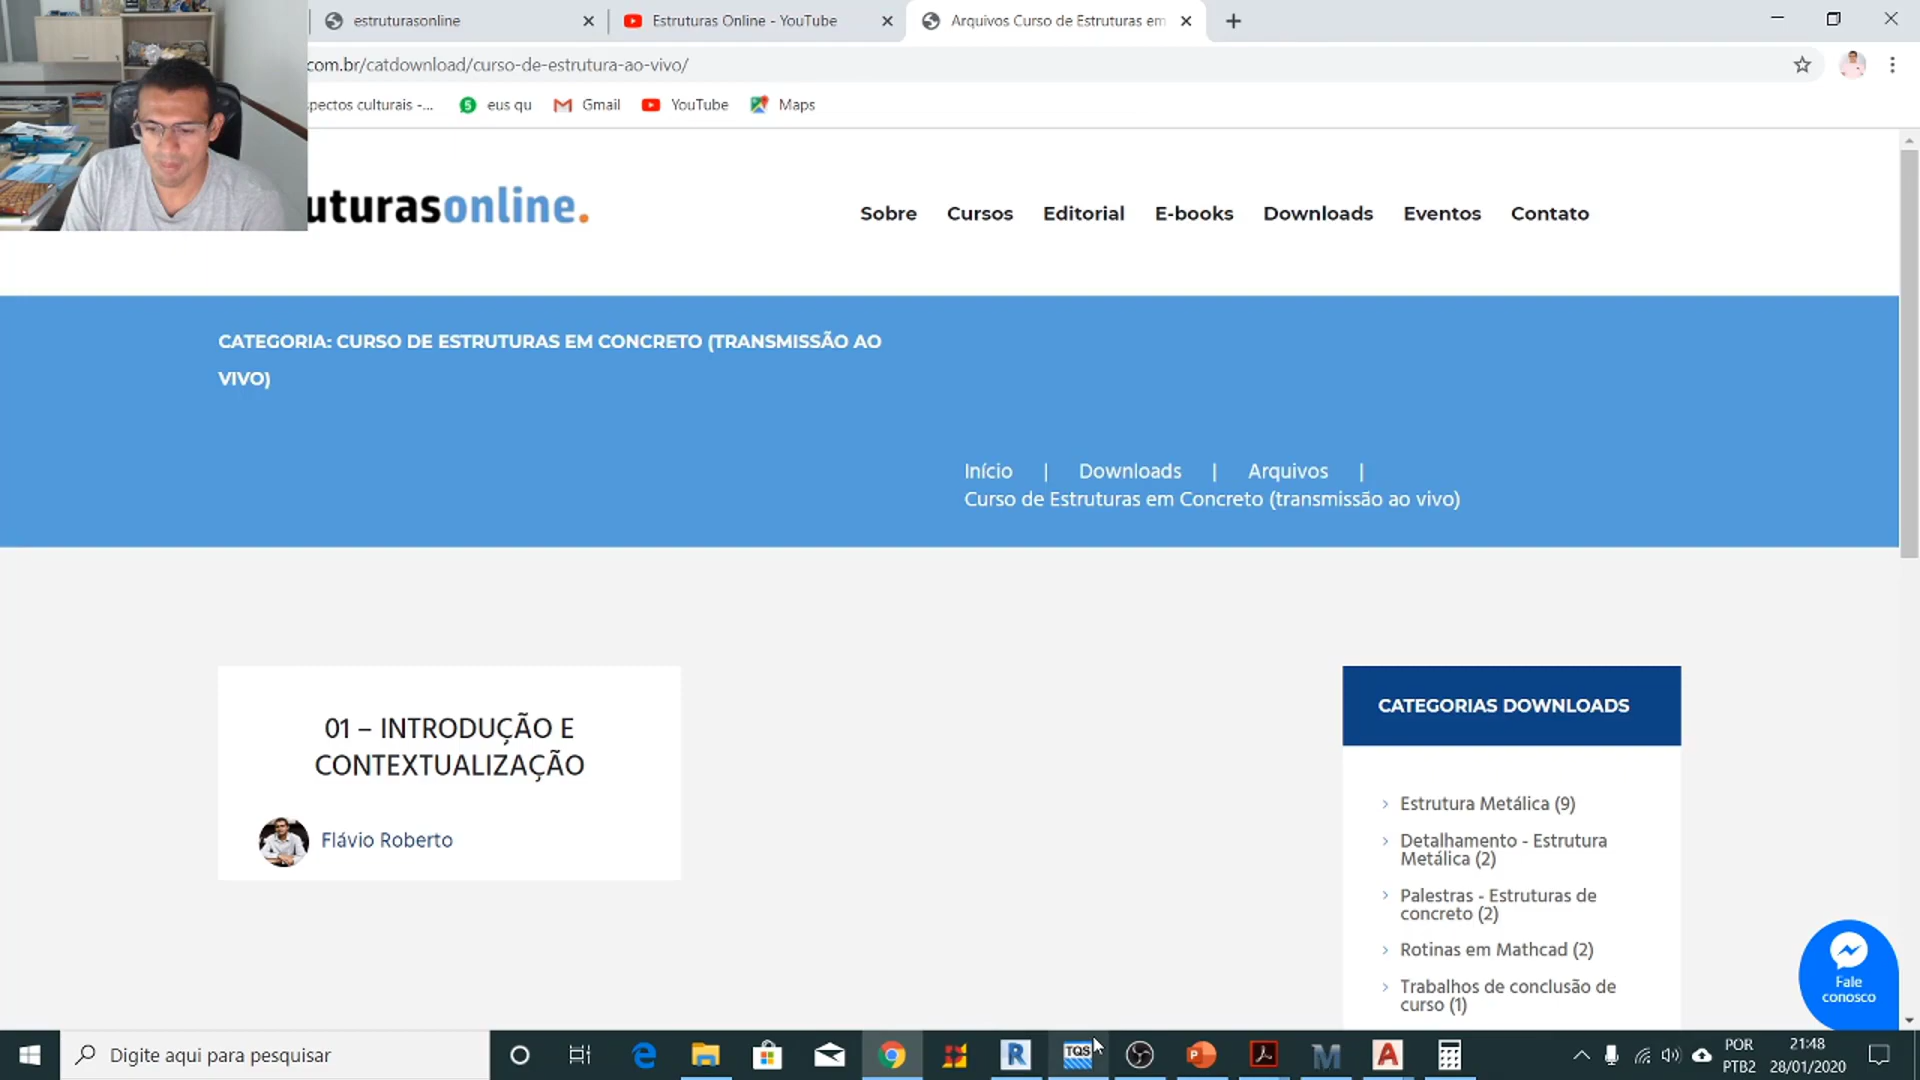 estruturasonline
Estruturas Online - YouTube
Arquivos Curso de Estruturas em
com.br/catdownload/curso-de-estrutura-ao-vivo/
pectos culturais -...
eus qu
Gmail
YouTube
Maps
uturasonline.
Sobre
Cursos
Editorial
E-books
Downloads
Eventos
Contato
CATEGORIA: CURSO DE ESTRUTURAS EM CONCRETO (TRANSMISSÃO AO
VIVO)
Início | Downloads | Arquivos |
Curso de Estruturas em Concreto (transmissão ao vivo)
01 – INTRODUÇÃO E
CONTEXTUALIZAÇÃO
Flávio Roberto
CATEGORIAS DOWNLOADS
Estrutura Metálica (9)
Detalhamento - Estrutura
Metálica (2)
Palestras - Estruturas de
concreto (2)
Rotinas em Mathcad (2)
Trabalhos de conclusão de
curso (1)
Fale
conosco
Digite aqui para pesquisar
TQS
POR
PTB2
21:48
28/01/2020